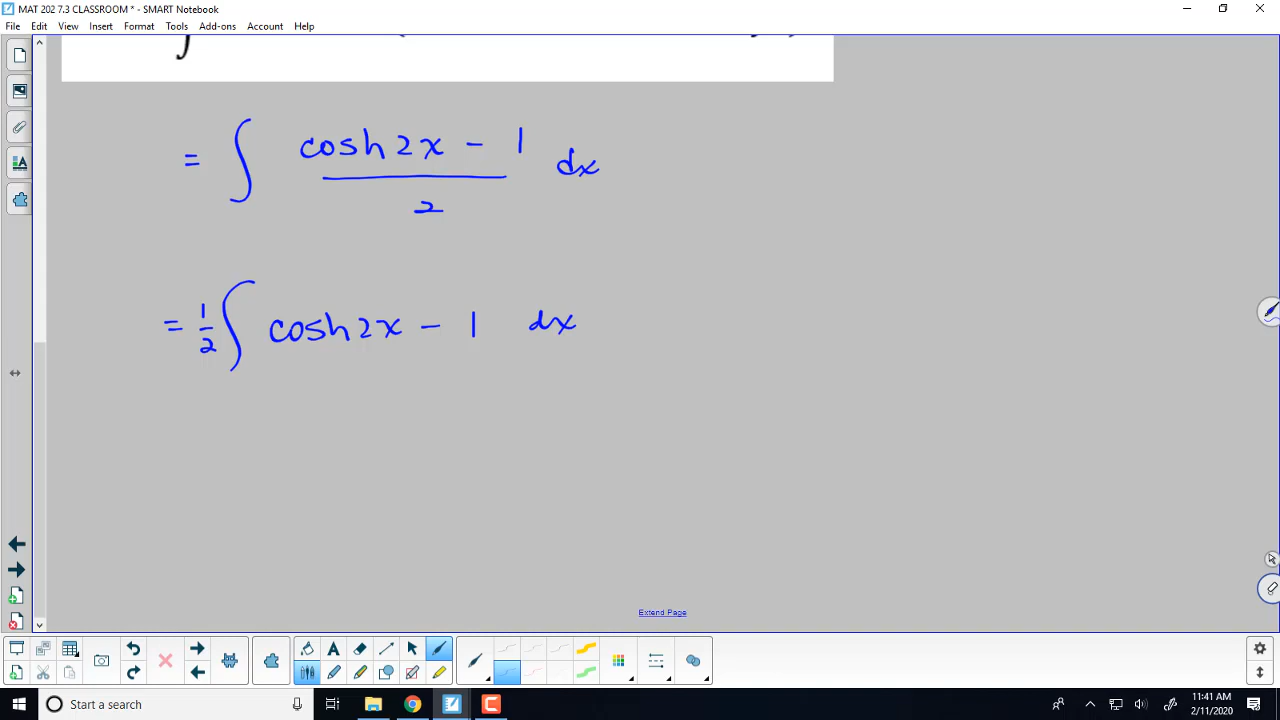 MAT 202 7.3 CLASSROOM * - SMART Notebook
File Edit View Insert Format Tools Add-ons Account Help
= ∫ (cosh 2x - 1)/2 dx
= 1/2 ∫ cosh 2x - 1 dx
Extend Page
Start a search
11:41 AM
2/11/2020